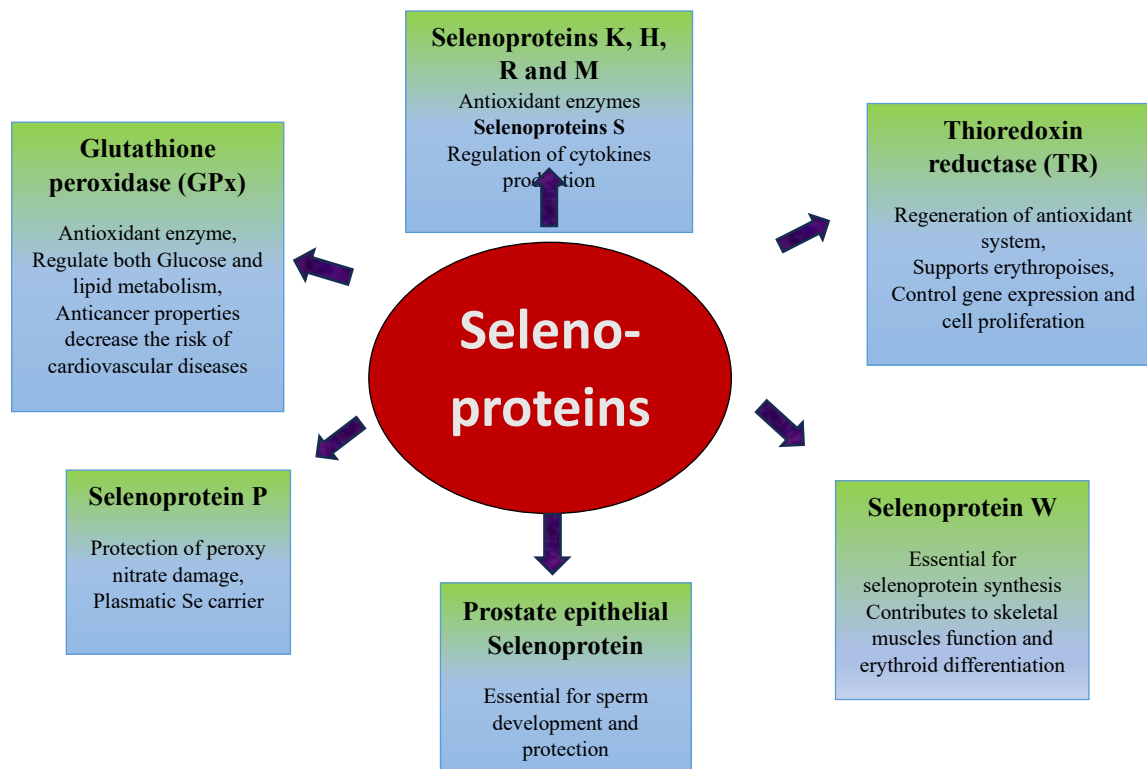 Selenoproteins K, H,
R and M
Antioxidant enzymes
Selenoproteins S
Regulation of cytokines
production
Glutathione
peroxidase (GPx)
Antioxidant enzyme,
Regulate both Glucose and
lipid metabolism,
Anticancer properties
decrease the risk of
cardiovascular diseases
Thioredoxin
reductase (TR)
Regeneration of antioxidant
system,
Supports erythropoises,
Control gene expression and
cell proliferation
Seleno-
proteins
Selenoprotein P
Protection of peroxy
nitrate damage,
Plasmatic Se carrier
Prostate epithelial
Selenoprotein
Essential for sperm
development and
protection
Selenoprotein W
Essential for
selenoprotein synthesis
Contributes to skeletal
muscles function and
erythroid differentiation